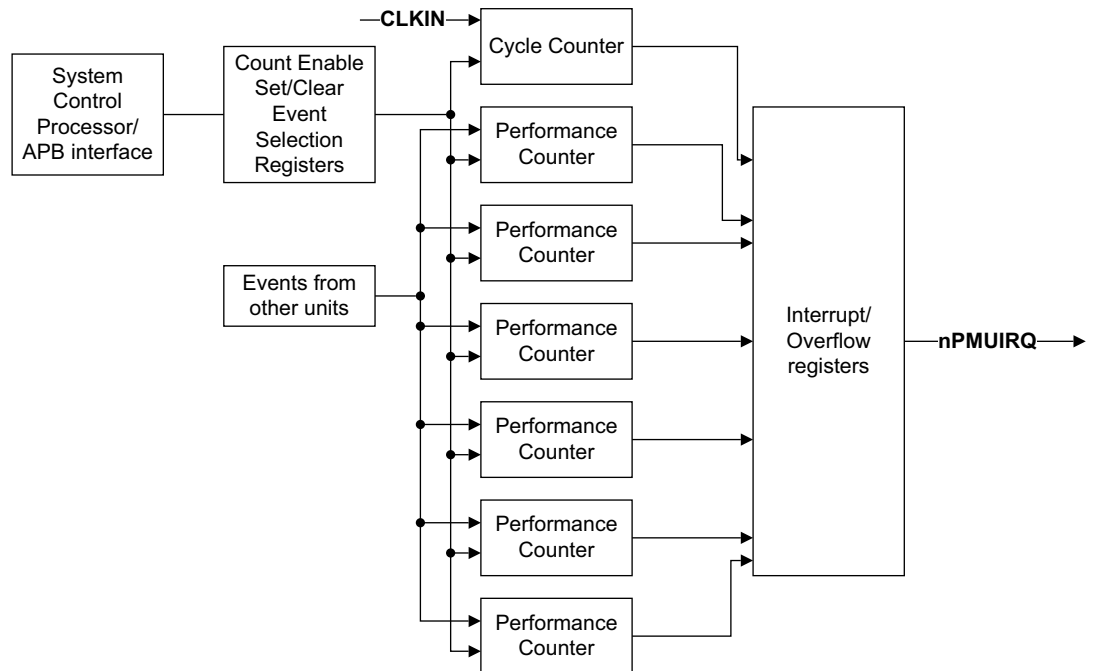 CLKIN
Cycle Counter
System
Control
Processor/
APB interface
Count Enable
Set/Clear
Event
Selection
Registers
Performance
Counter
Performance
Counter
Events from
other units
Performance
Counter
Interrupt/
Overflow
registers
nPMUIRQ
Performance
Counter
Performance
Counter
Performance
Counter